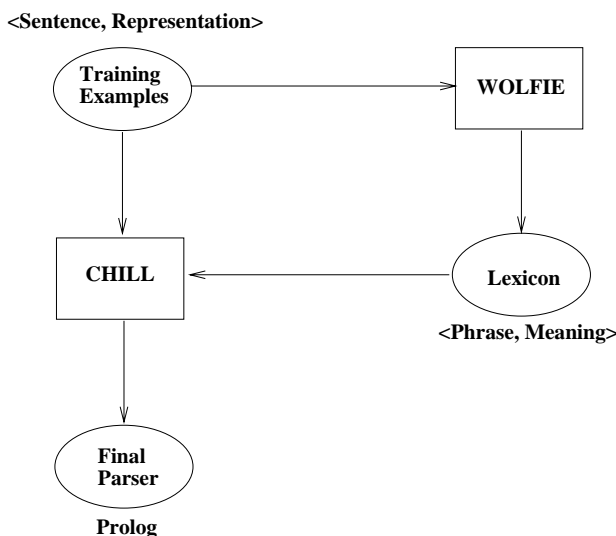 <Sentence, Representation>
Training
Examples
WOLFIE
CHILL
Lexicon
<Phrase, Meaning>
Final
Parser
Prolog